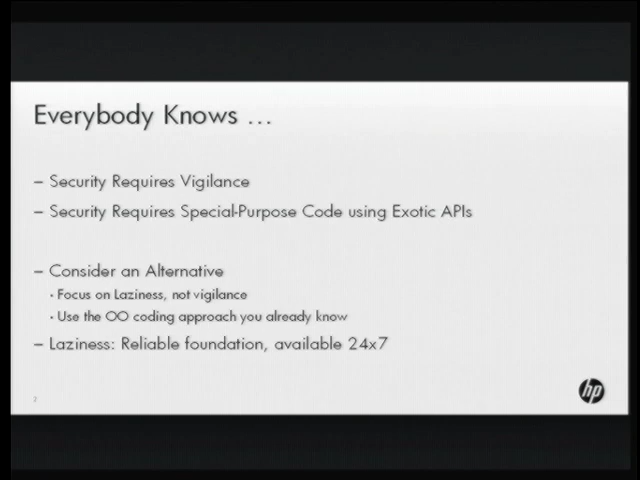 Everybody Knows …
– Security Requires Vigilance
– Security Requires Special-Purpose Code using Exotic APIs
– Consider an Alternative
• Focus on Laziness, not vigilance
• Use the OO coding approach you already know
– Laziness: Reliable foundation, available 24x7
2
hp